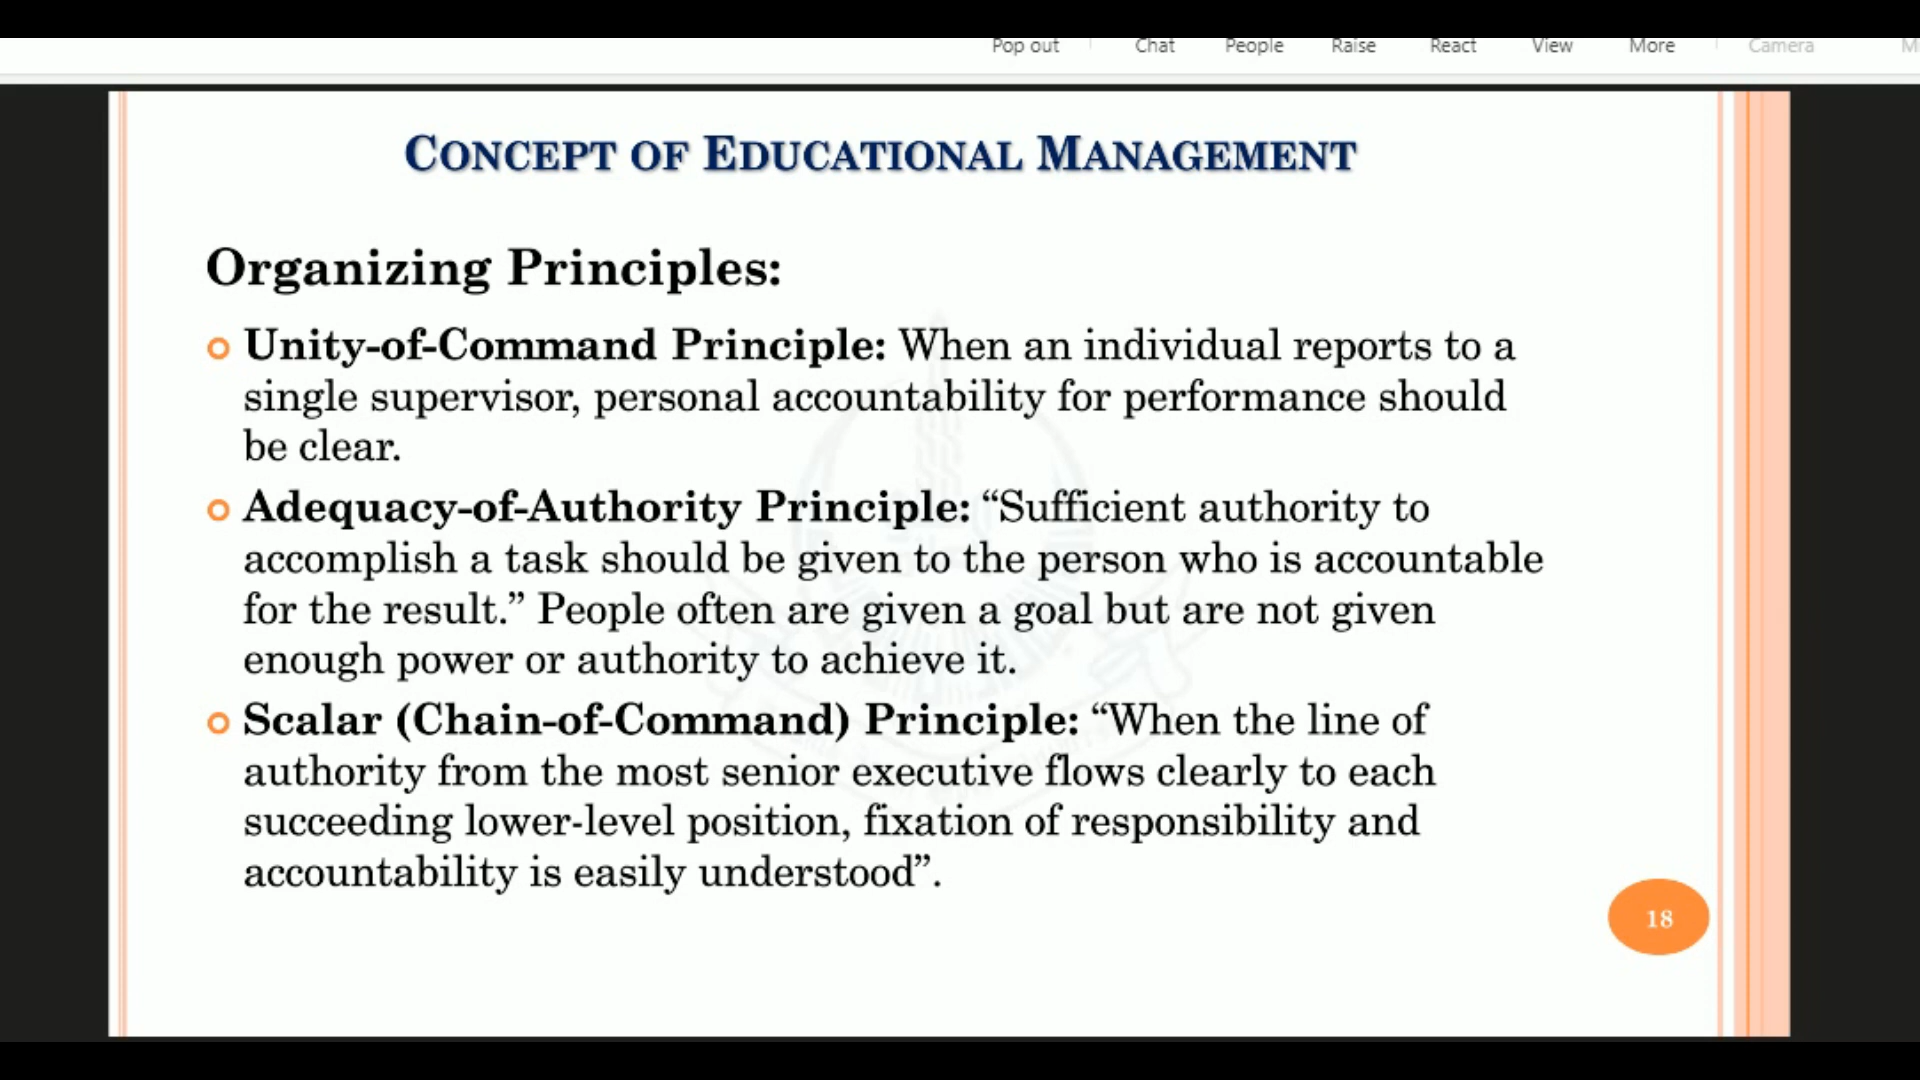 Pop out Chat People Raise React View More Camera
CONCEPT OF EDUCATIONAL MANAGEMENT
Organizing Principles:
Unity-of-Command Principle: When an individual reports to a
single supervisor, personal accountability for performance should
be clear.
Adequacy-of-Authority Principle: “Sufficient authority to
accomplish a task should be given to the person who is accountable
for the result.” People often are given a goal but are not given
enough power or authority to achieve it.
Scalar (Chain-of-Command) Principle: “When the line of
authority from the most senior executive flows clearly to each
succeeding lower-level position, fixation of responsibility and
accountability is easily understood”.
18